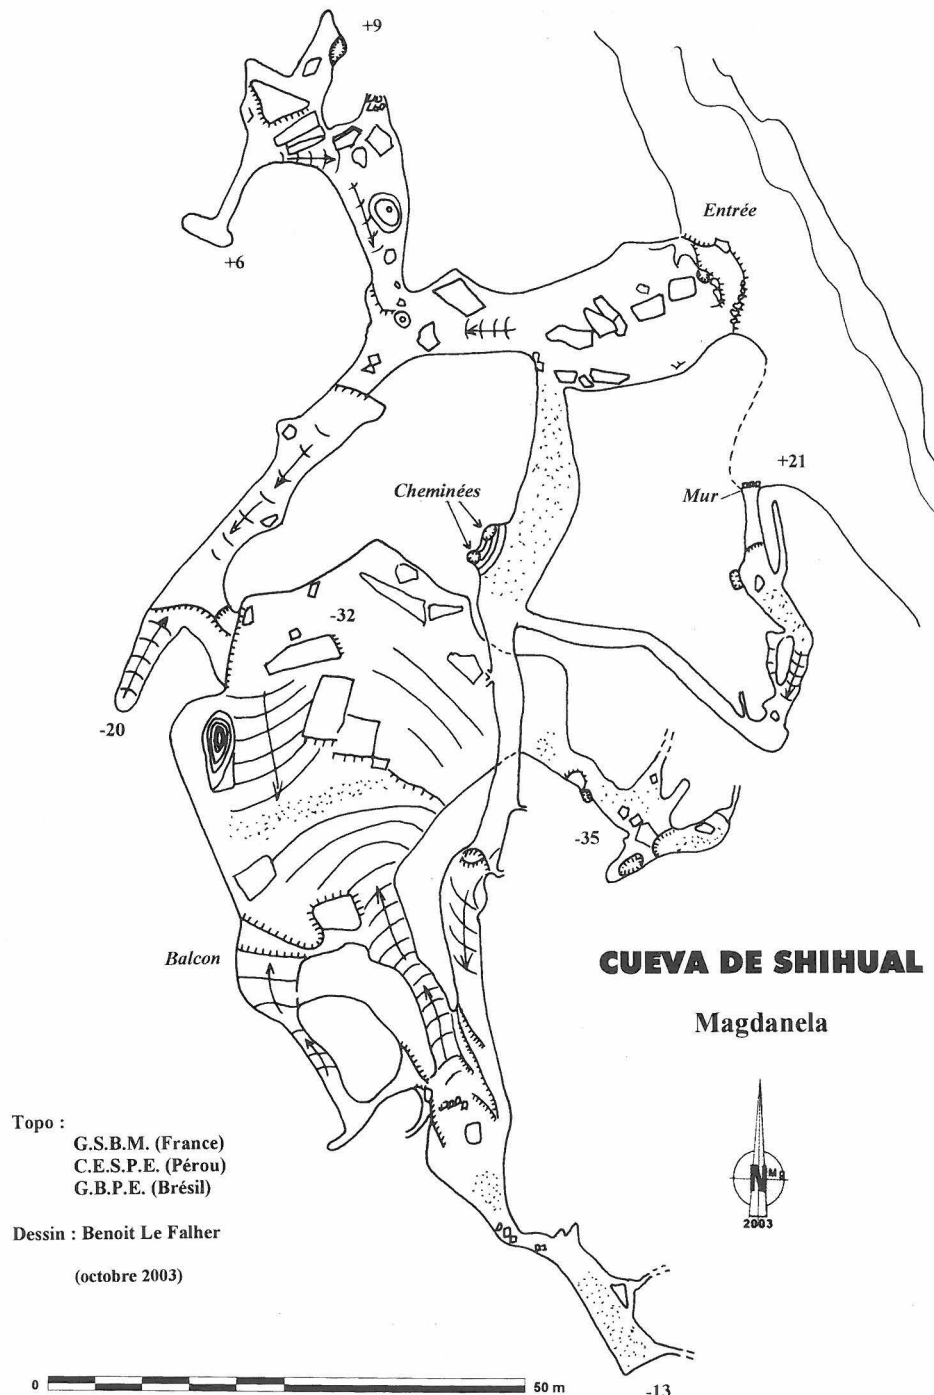 +9
+6
Entrée
+21
Mur
Cheminées
-32
-20
-35
Balcon
CUEVA DE SHIHUAL
Magdanela
Topo :
G.S.B.M. (France)
C.E.S.P.E. (Pérou)
G.B.P.E. (Brésil)
Dessin : Benoit Le Falher
(octobre 2003)
N
2003
0
50 m
-13